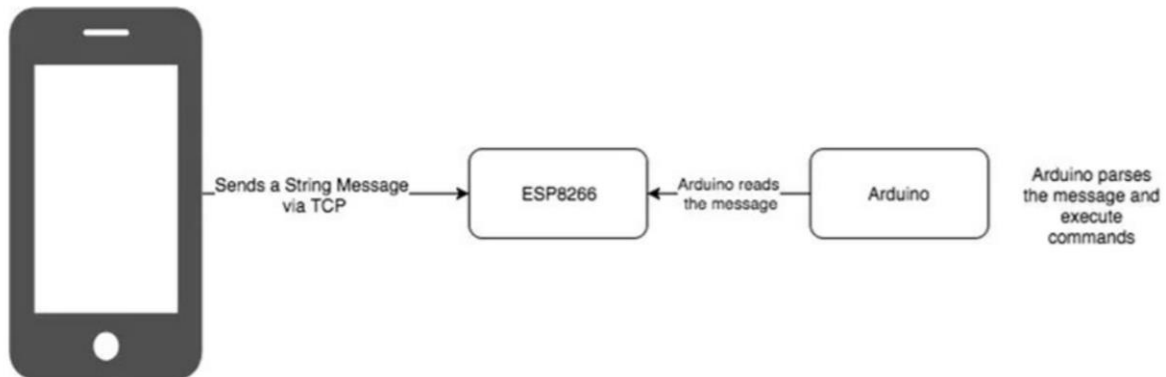 Sends a String Message
via TCP
ESP8266
Arduino reads
the message
Arduino
Arduino parses
the message and
execute
commands